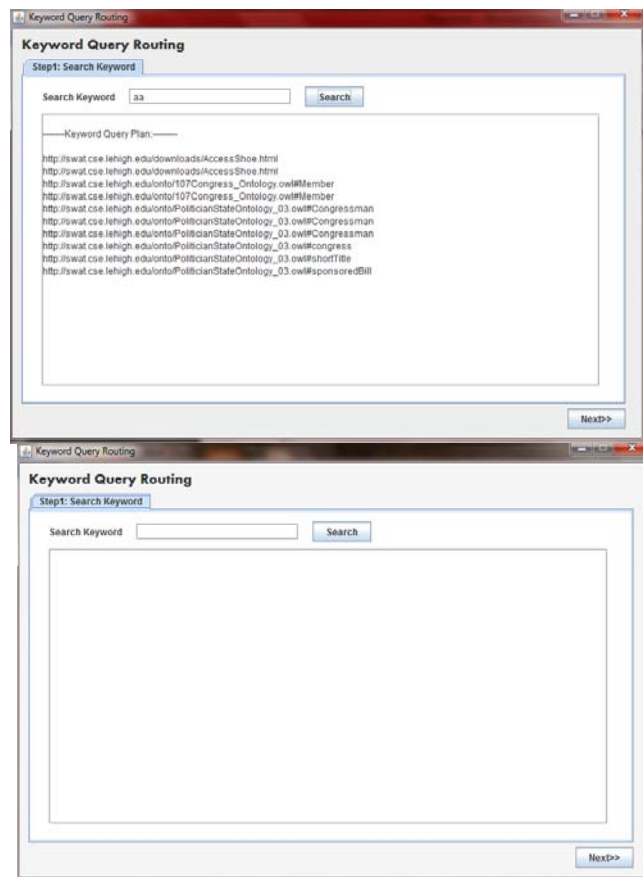 Keyword Query Routing
Keyword Query Routing
Step1: Search Keyword
Search Keyword aa Search
-------Keyword Query Plan:--------
http://swat.cse.lehigh.edu/downloads/AccessShoe.html
http://swat.cse.lehigh.edu/downloads/AccessShoe.html
http://swat.cse.lehigh.edu/onto/107Congress_Ontology.owl#Member
http://swat.cse.lehigh.edu/onto/107Congress_Ontology.owl#Member
http://swat.cse.lehigh.edu/onto/PoliticianStateOntology_03.owl#Congressman
http://swat.cse.lehigh.edu/onto/PoliticianStateOntology_03.owl#Congressman
http://swat.cse.lehigh.edu/onto/PoliticianStateOntology_03.owl#Congressman
http://swat.cse.lehigh.edu/onto/PoliticianStateOntology_03.owl#congress
http://swat.cse.lehigh.edu/onto/PoliticianStateOntology_03.owl#shortTitle
http://swat.cse.lehigh.edu/onto/PoliticianStateOntology_03.owl#sponsoredBill
Next>>
Keyword Query Routing
Keyword Query Routing
Step1: Search Keyword
Search Keyword Search
Next>>